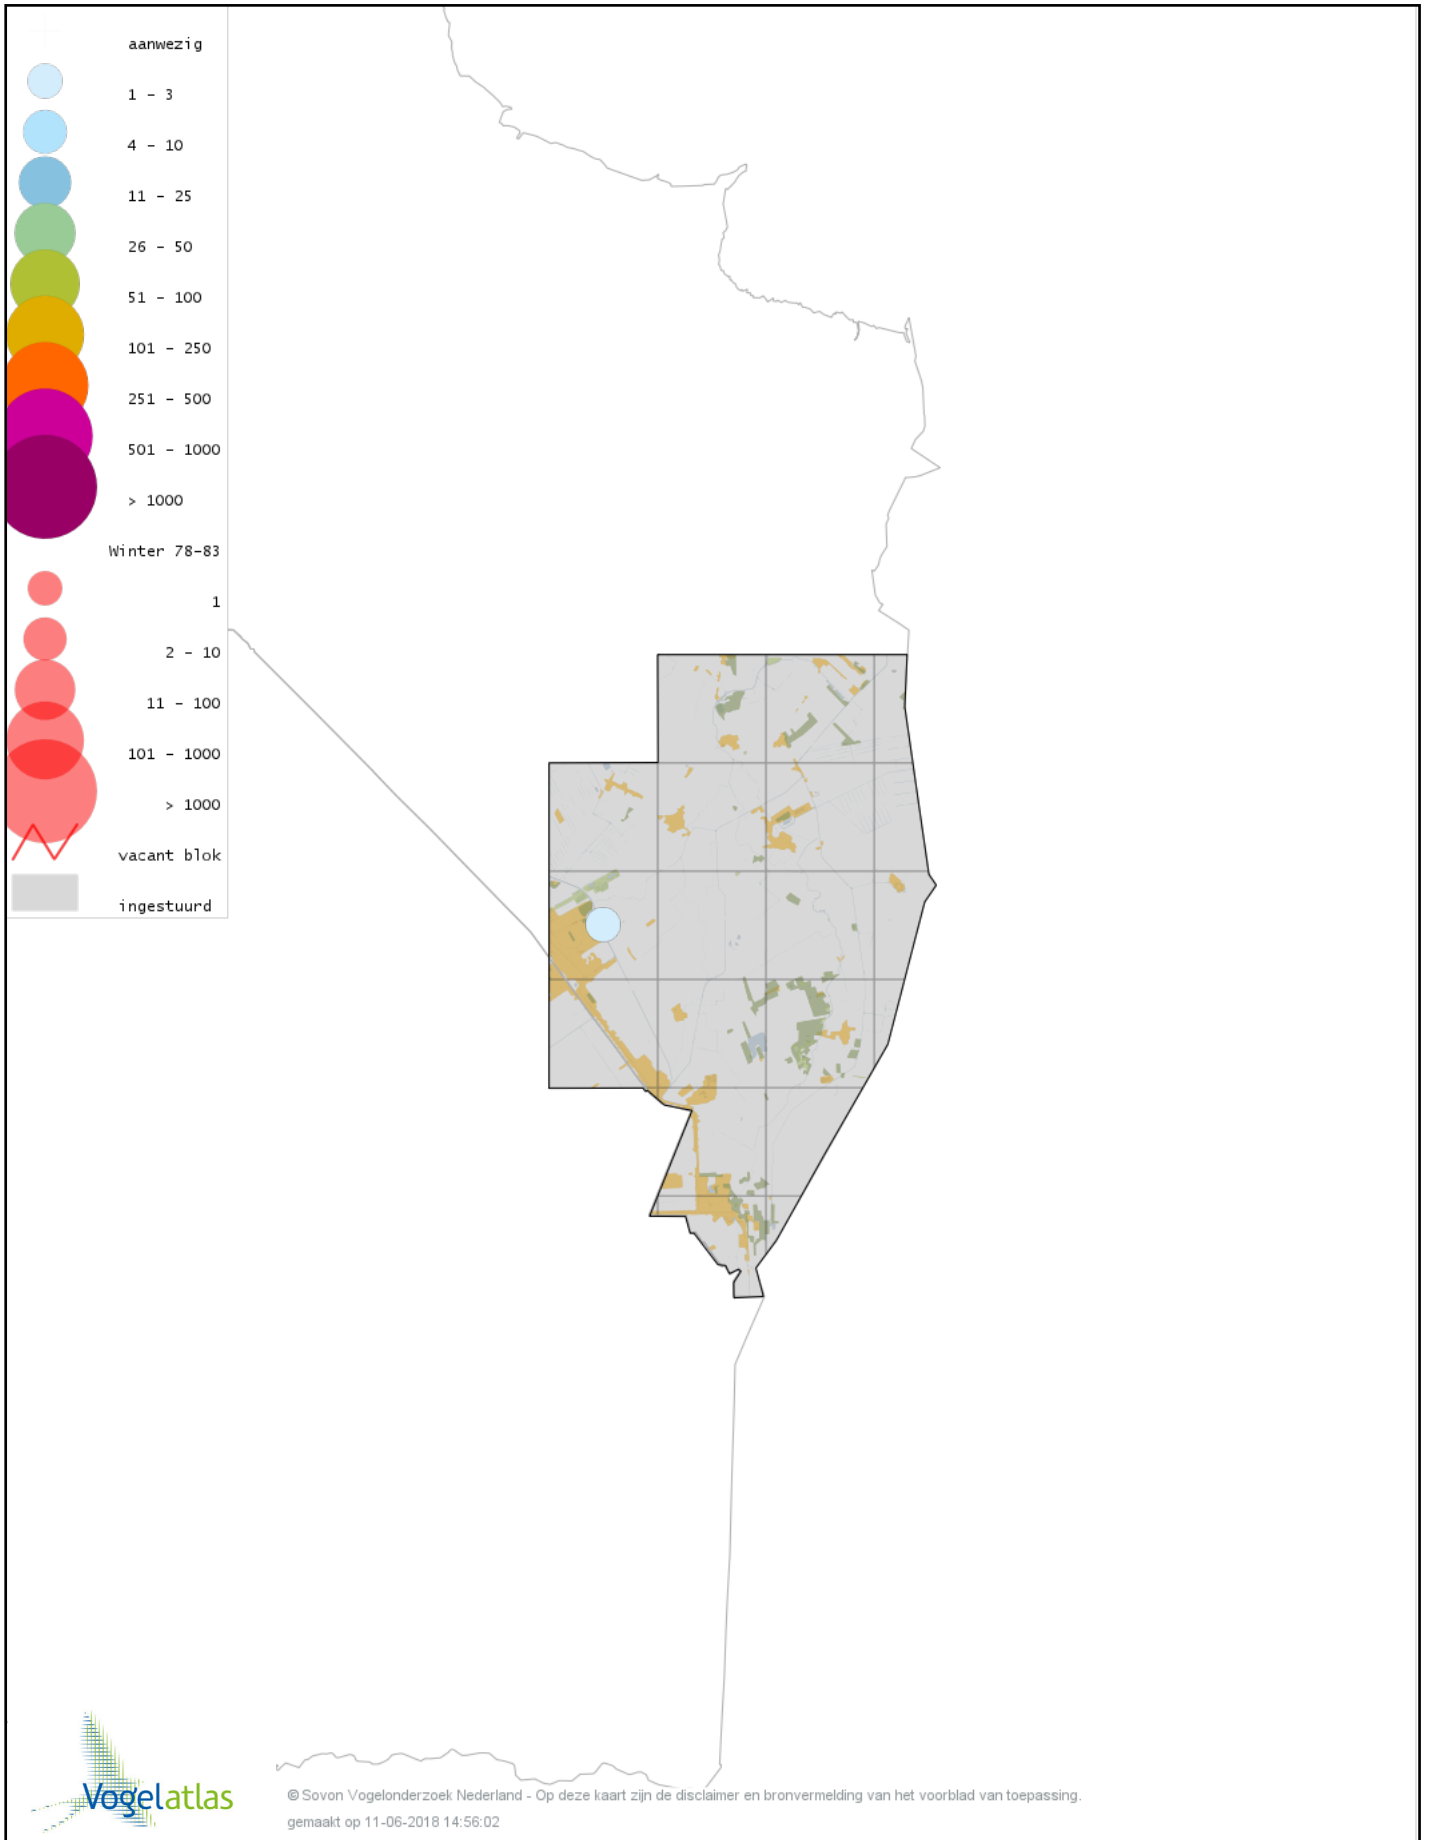 aanwezig
1 - 3
4 - 10
11 - 25
26 - 50
51 - 100
101 - 250
251 - 500
501 - 1000
> 1000
Winter 78-83
1
2 - 10
11 - 100
101 - 1000
> 1000
vacant blok
ingestuurd
Vogelatlas
© Sovon Vogelonderzoek Nederland - Op deze kaart zijn de disclaimer en bronvermelding van het voorblad van toepassing.
gemaakt op 11-06-2018 14:56:02